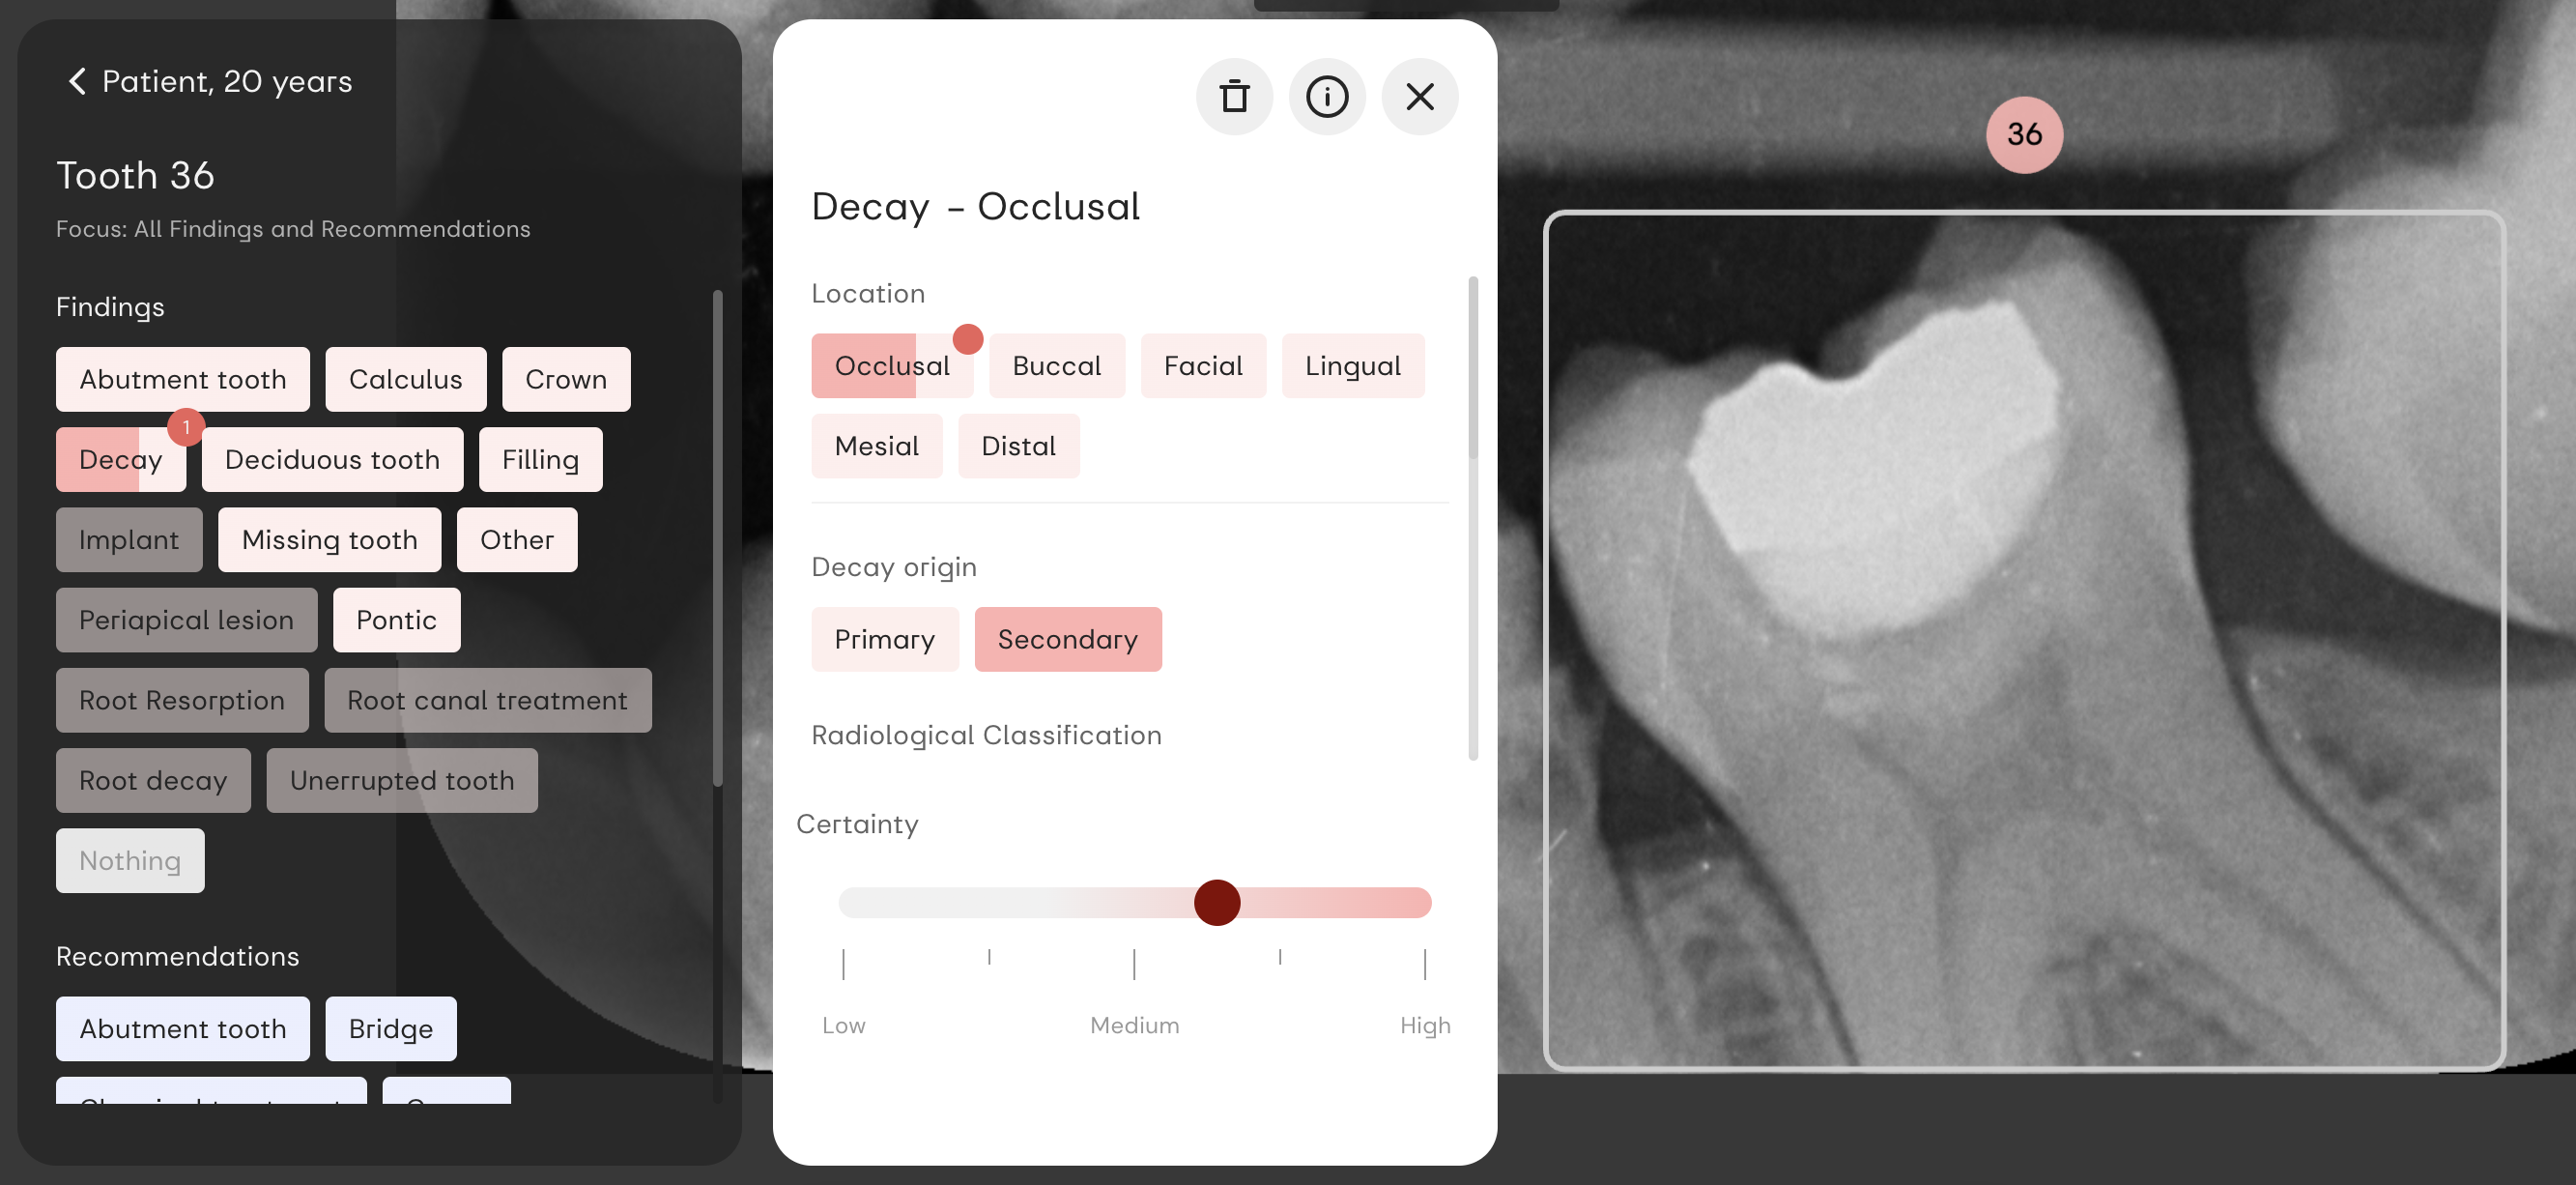 Patient, 20 years
Tooth 36
Focus: All Findings and Recommendations
Findings
Abutment tooth Calculus Crown
1
Decay Deciduous tooth Filling
Implant Missing tooth Other
Periapical lesion Pontic
Root Resorption Root canal treatment
Root decay Unerrupted tooth
Nothing
Recommendations
Abutment tooth Bridge
Decay - Occlusal
Location
Occlusal Buccal Facial Lingual
Mesial Distal
Decay origin
Primary Secondary
Radiological Classification
Certainty
Low Medium High
36